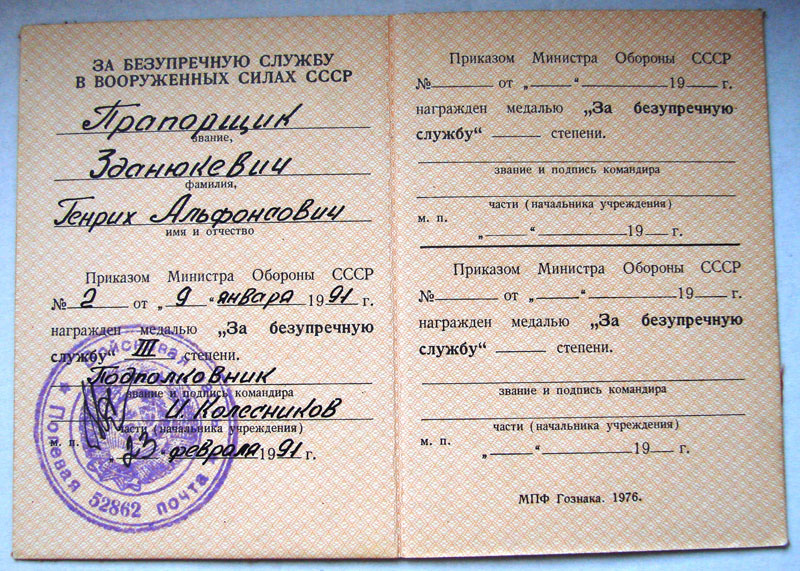 ЗА БЕЗУПРЕЧНУЮ СЛУЖБУ
В ВООРУЖЕННЫХ СИЛАХ СССР
Прапорщик
звание,
Зданюкевич
фамилия,
Генрих Альфонсович
имя и отчество
Приказом Министра Обороны СССР
№ 2 от „ 9 “ января 1991 г.
награжден медалью „За безупречную
службу“ III степени.
Подполковник
звание и подпись командира
И. Колесников
части (начальника учреждения)
м. п. „23 февраля 1991 г.
Войсковая
Полевая почта
52862
Приказом Министра Обороны СССР
№ от „ “ 19 г.
награжден медалью „За безупречную
службу“ степени.
звание и подпись командира
части (начальника учреждения)
м. п.
„ “ 19 г.
Приказом Министра Обороны СССР
№ от „ “ 19 г.
награжден медалью „За безупречную
службу“ степени.
звание и подпись командира
части (начальника учреждения)
м. п.
„ “ 19 г.
МПФ Гознака. 1976.